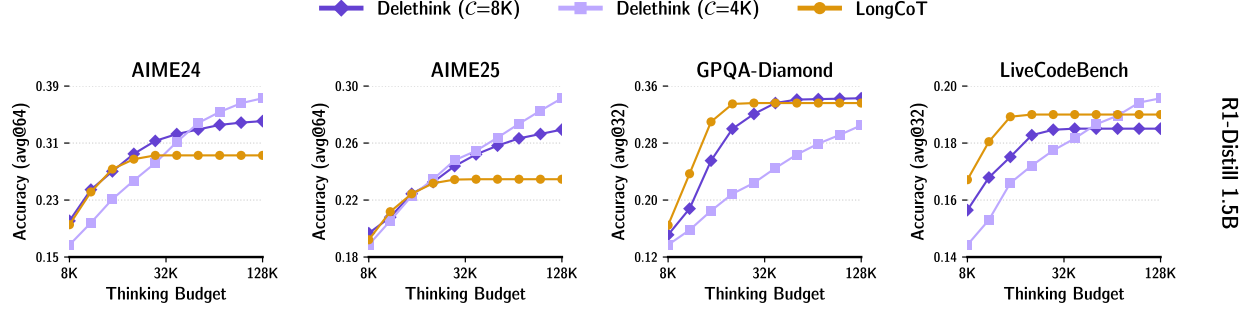 Delethink (𝒞=8K) Delethink (𝒞=4K) LongCoT
AIME24
Accuracy (avg@64)
0.39
0.31
0.23
0.15
8K 32K 128K
Thinking Budget
AIME25
Accuracy (avg@64)
0.30
0.26
0.22
0.18
8K 32K 128K
Thinking Budget
GPQA-Diamond
Accuracy (avg@32)
0.36
0.28
0.20
0.12
8K 32K 128K
Thinking Budget
LiveCodeBench
Accuracy (avg@32)
0.20
0.18
0.16
0.14
8K 32K 128K
Thinking Budget
R1-Distill 1.5B